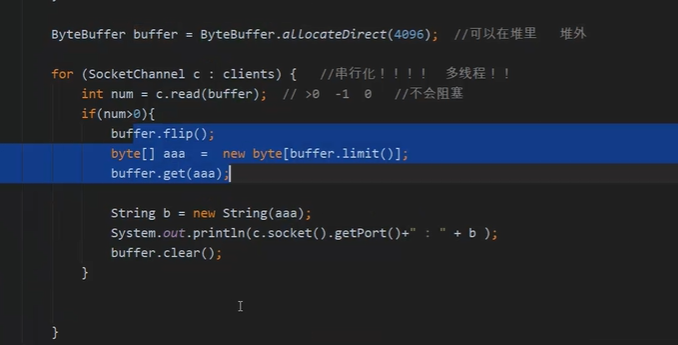 ByteBuffer buffer = ByteBuffer.allocateDirect(4096);  //可以在堆里   堆外
for (SocketChannel c : clients) {   //串行化！！！！  多线程！！
int num = c.read(buffer);  // >0  -1  0   //不会阻塞
if(num>0){
buffer.flip();
byte[] aaa  =  new byte[buffer.limit()];
buffer.get(aaa);
String b = new String(aaa);
System.out.println(c.socket().getPort()+" : " + b );
buffer.clear();
}
}